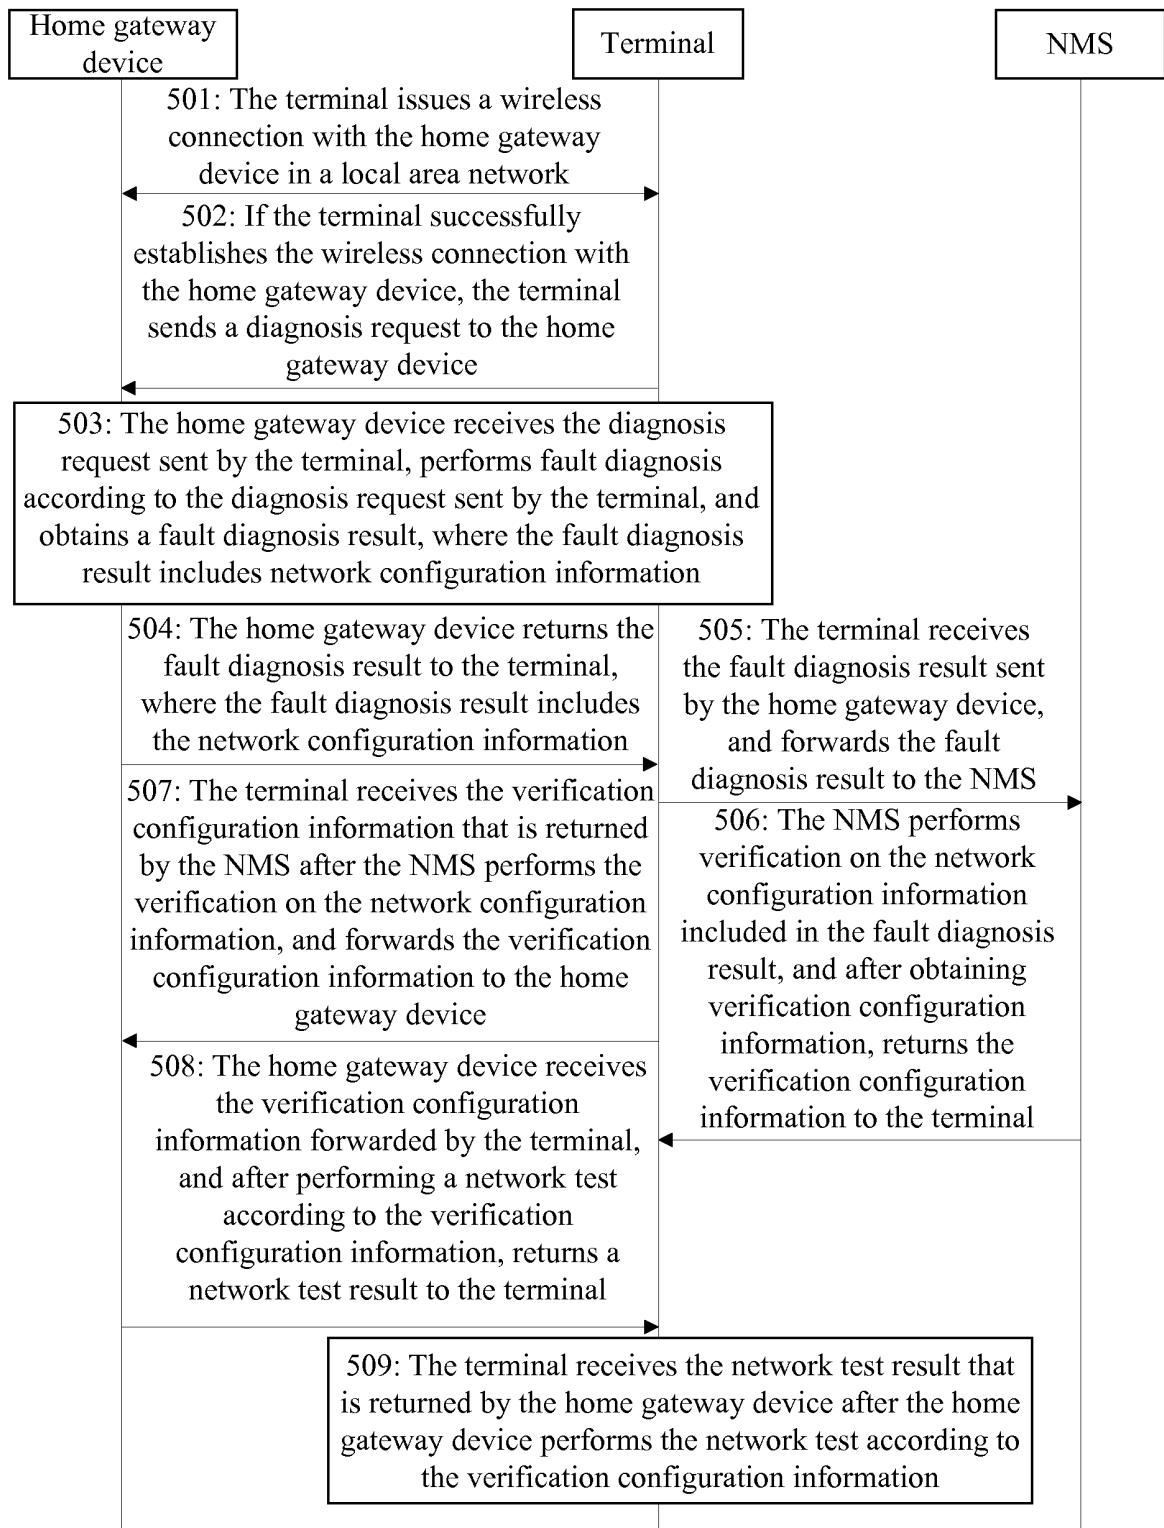 Home gateway
device
Terminal
NMS
501: The terminal issues a wireless
connection with the home gateway
device in a local area network
502: If the terminal successfully
establishes the wireless connection with
the home gateway device, the terminal
sends a diagnosis request to the home
gateway device
503: The home gateway device receives the diagnosis
request sent by the terminal, performs fault diagnosis
according to the diagnosis request sent by the terminal, and
obtains a fault diagnosis result, where the fault diagnosis
result includes network configuration information
504: The home gateway device returns the
fault diagnosis result to the terminal,
where the fault diagnosis result includes
the network configuration information
505: The terminal receives
the fault diagnosis result sent
by the home gateway device,
and forwards the fault
diagnosis result to the NMS
506: The NMS performs
verification on the network
configuration information
included in the fault diagnosis
result, and after obtaining
verification configuration
information, returns the
verification configuration
information to the terminal
507: The terminal receives the verification
configuration information that is returned
by the NMS after the NMS performs the
verification on the network configuration
information, and forwards the verification
configuration information to the home
gateway device
508: The home gateway device receives
the verification configuration
information forwarded by the terminal,
and after performing a network test
according to the verification
configuration information, returns a
network test result to the terminal
509: The terminal receives the network test result that
is returned by the home gateway device after the home
gateway device performs the network test according to
the verification configuration information